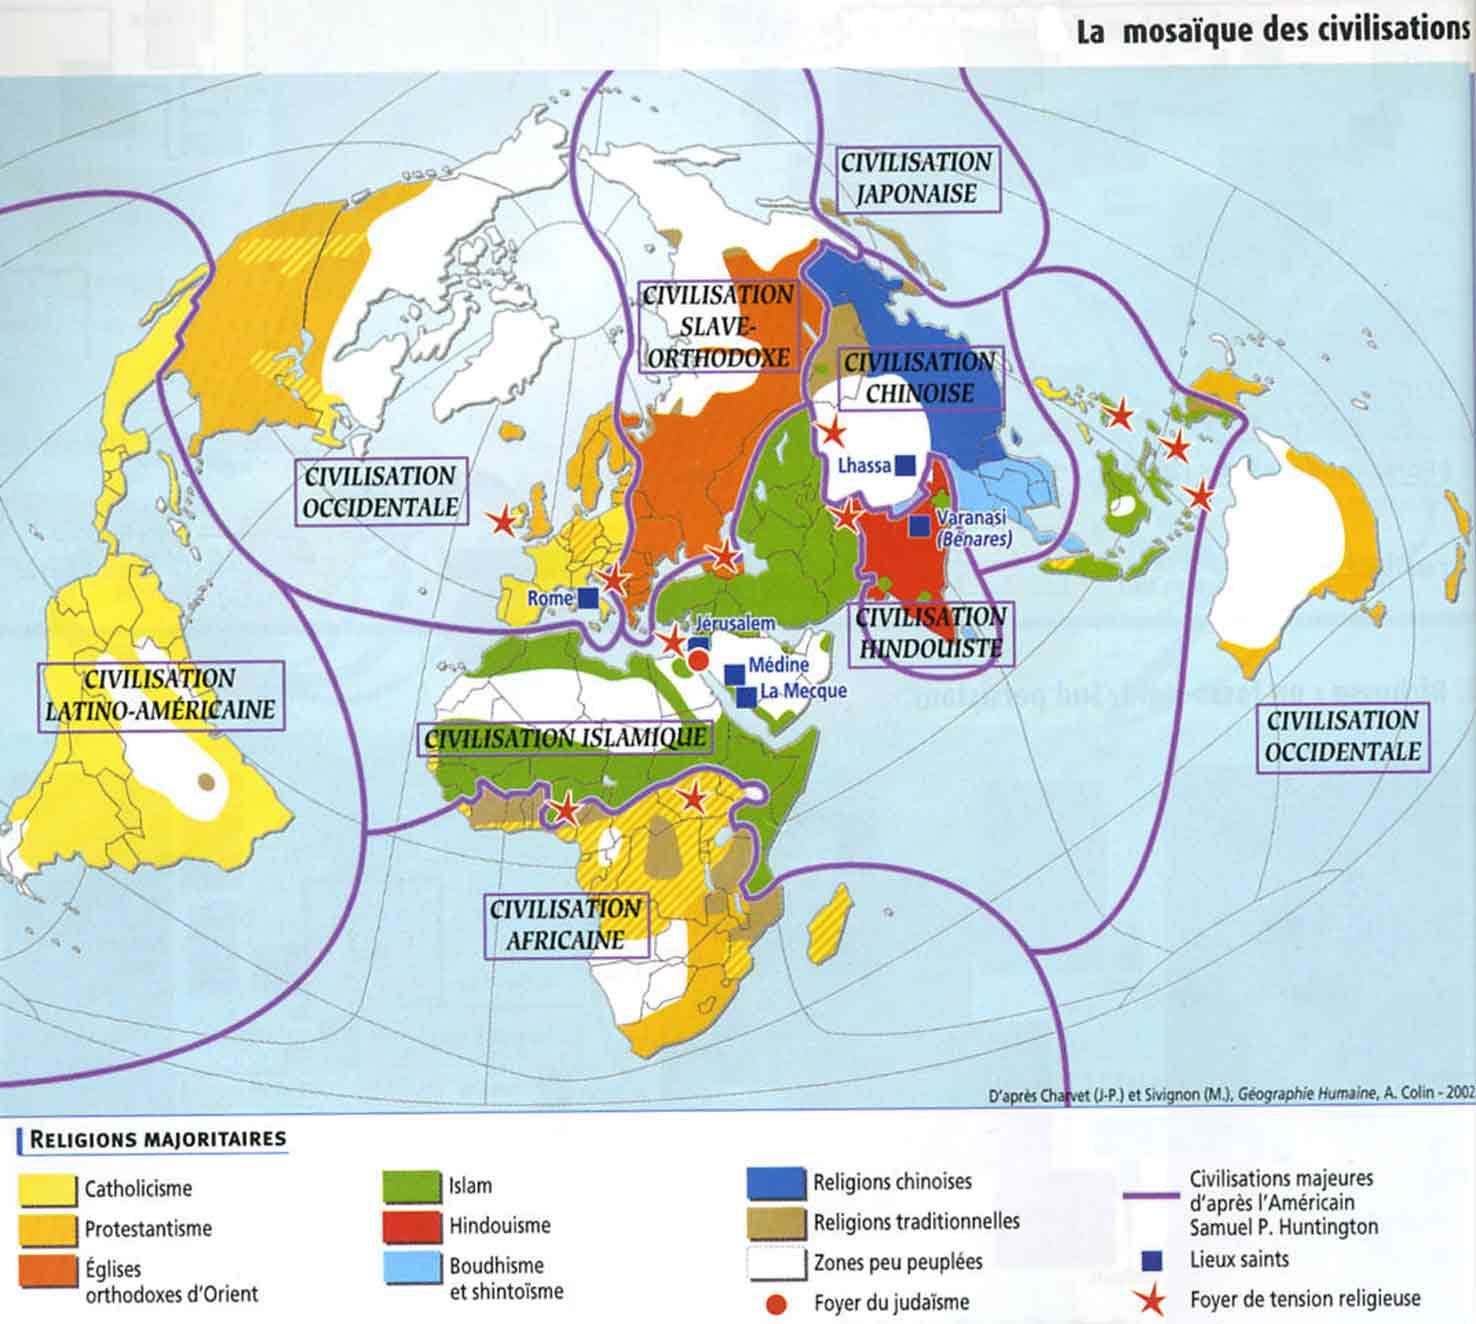 La mosaïque des civilisations
CIVILISATION
JAPONAISE
CIVILISATION
SLAVE-
ORTHODOXE
CIVILISATION
CHINOISE
CIVILISATION
OCCIDENTALE
Lhassa
Varanasi
(Bénares)
Rome
Jérusalem
CIVILISATION
HINDOUISTE
Médine
La Mecque
CIVILISATION
LATINO-AMÉRICAINE
CIVILISATION ISLAMIQUE
CIVILISATION
OCCIDENTALE
CIVILISATION
AFRICAINE
D'après Charvet (J-P.) et Sivignon (M.), Géographie Humaine, A. Colin - 2002
RELIGIONS MAJORITAIRES
Catholicisme
Protestantisme
Églises
orthodoxes d'Orient
Islam
Hindouisme
Boudhisme
et shintoïsme
Religions chinoises
Religions traditionnelles
Zones peu peuplées
Foyer du judaïsme
Civilisations majeures
d'après l'Américain
Samuel P. Huntington
Lieux saints
Foyer de tension religieuse